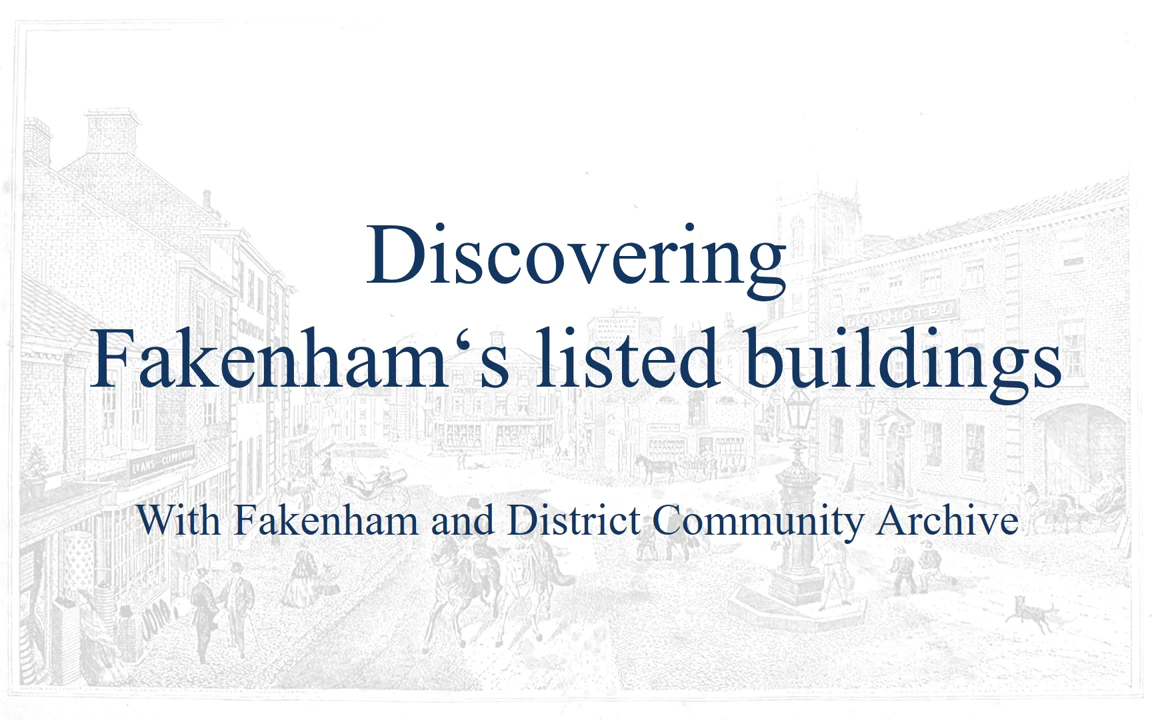 Discovering
Fakenham‘s listed buildings
With Fakenham and District Community Archive